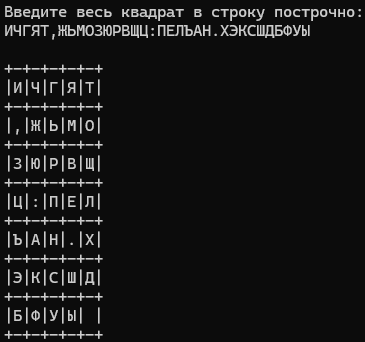 Введите весь квадрат в строку построчно:
ИЧГЯТ,ЖЬМОЗЮРВЩЦ:ПЕЛЪАН.ХЭКСШДБФУЫ
+-+-+-+-+-+
|И|Ч|Г|Я|Т|
+-+-+-+-+-+
|,|Ж|Ь|М|О|
+-+-+-+-+-+
|З|Ю|Р|В|Щ|
+-+-+-+-+-+
|Ц|:|П|Е|Л|
+-+-+-+-+-+
|Ъ|А|Н|.|Х|
+-+-+-+-+-+
|Э|К|С|Ш|Д|
+-+-+-+-+-+
|Б|Ф|У|Ы| |
+-+-+-+-+-+